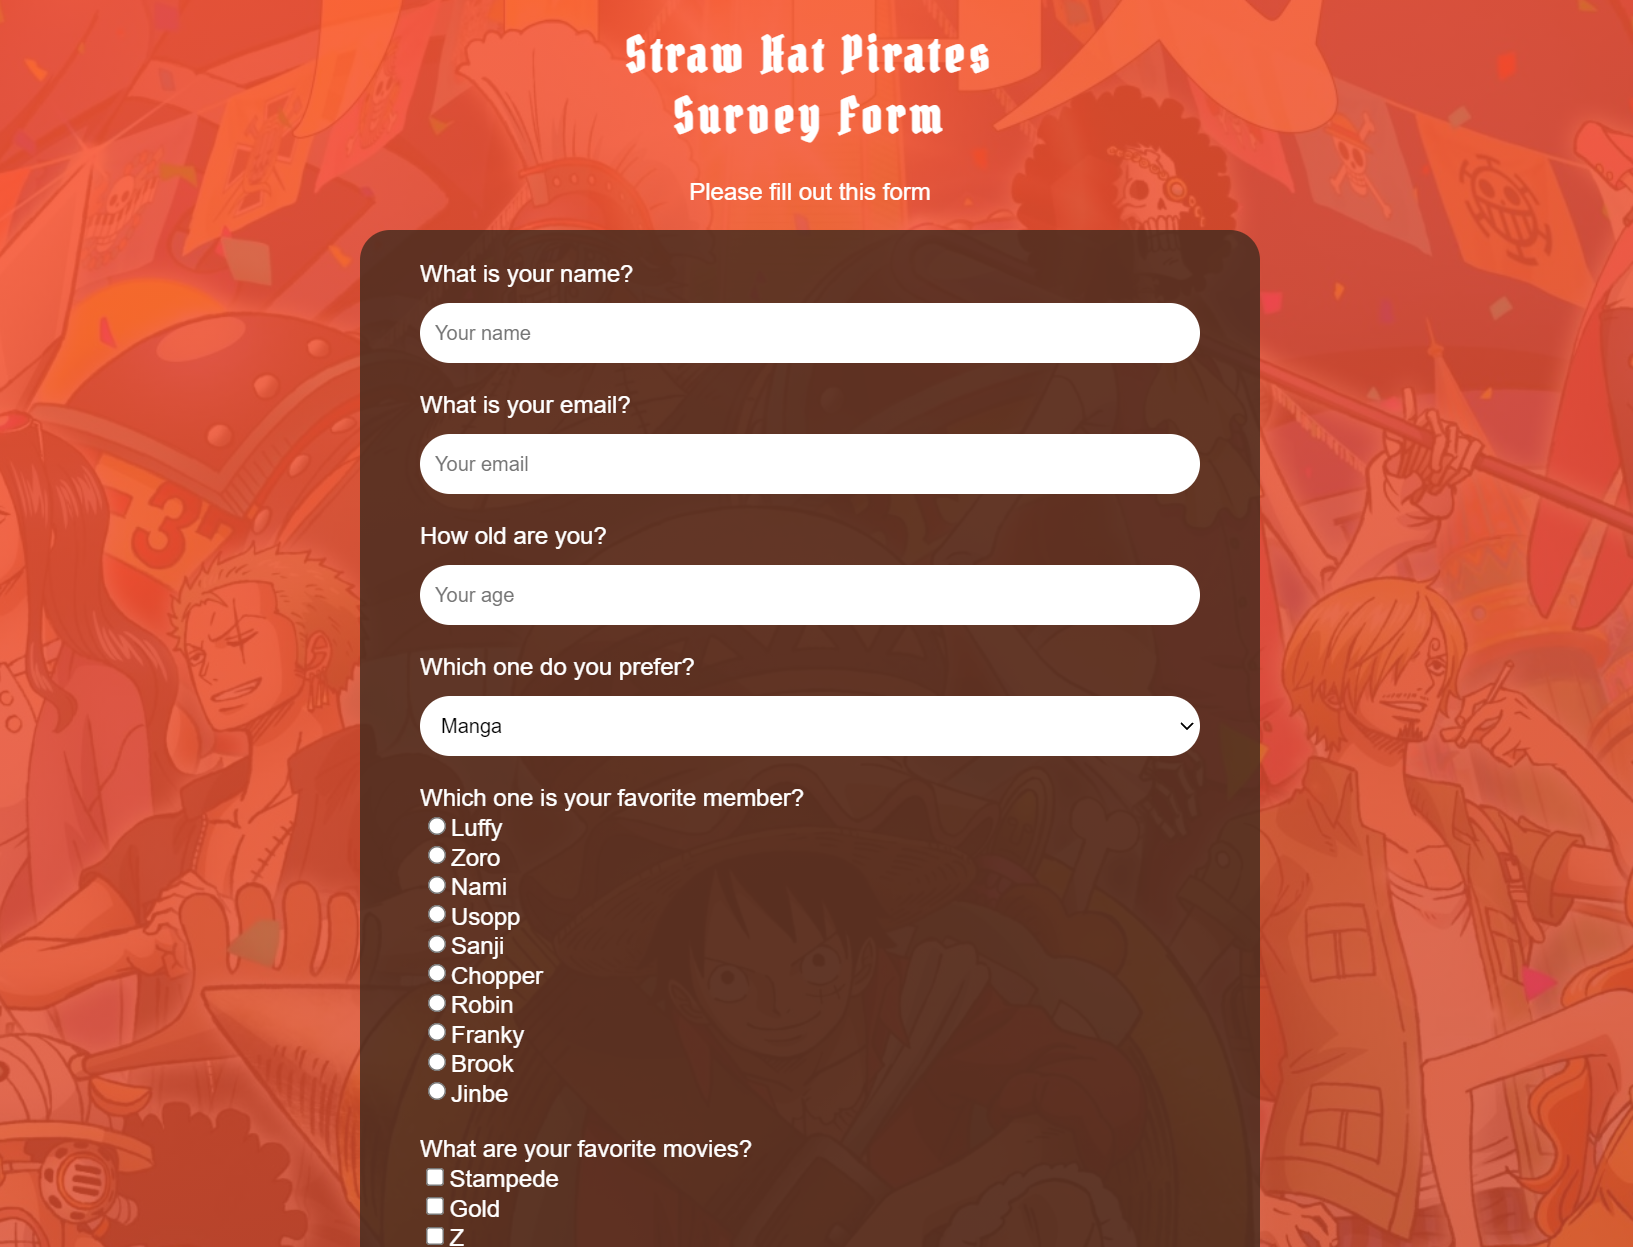 Straw Hat Pirates
Survey Form
Please fill out this form
What is your name?
Your name
What is your email?
Your email
How old are you?
Your age
Which one do you prefer?
Manga
Which one is your favorite member?
Luffy
Zoro
Nami
Usopp
Sanji
Chopper
Robin
Franky
Brook
Jinbe
What are your favorite movies?
Stampede
Gold
Z